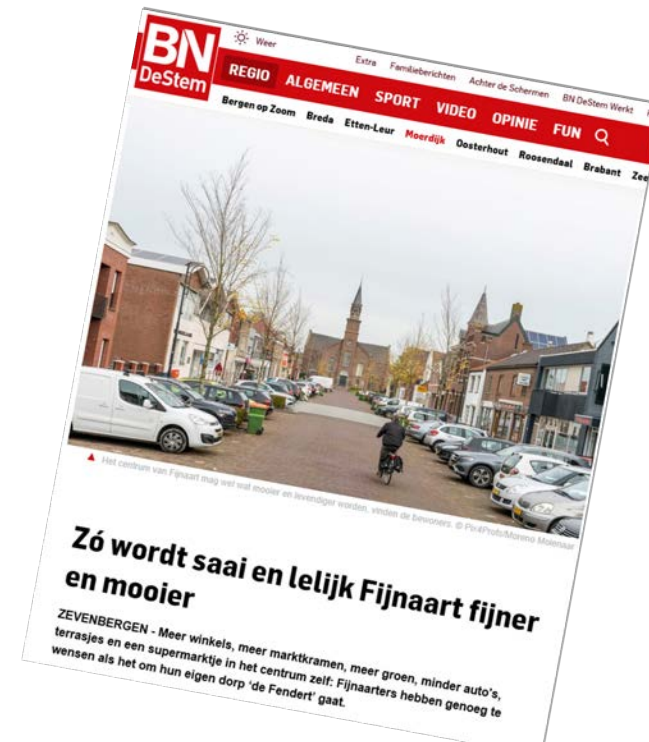 BN
DeStem
Weer
Extra Familieberichten Achter de Schermen BN DeStem Werkt
REGIO ALGEMEEN SPORT VIDEO OPINIE FUN
Bergen op Zoom Breda Etten-Leur Moerdijk Oosterhout Roosendaal Brabant Zee
Het centrum van Fijnaart mag wel wat mooier en levendiger worden, vinden de bewoners. © Pix4Profs/Moreno Molenaar
Zó wordt saai en lelijk Fijnaart fijner
en mooier
ZEVENBERGEN - Meer winkels, meer marktkramen, meer groen, minder auto's,
terrasjes en een supermarktje in het centrum zelf: Fijnaarters hebben genoeg te
wensen als het om hun eigen dorp ‘de Fendert’ gaat.